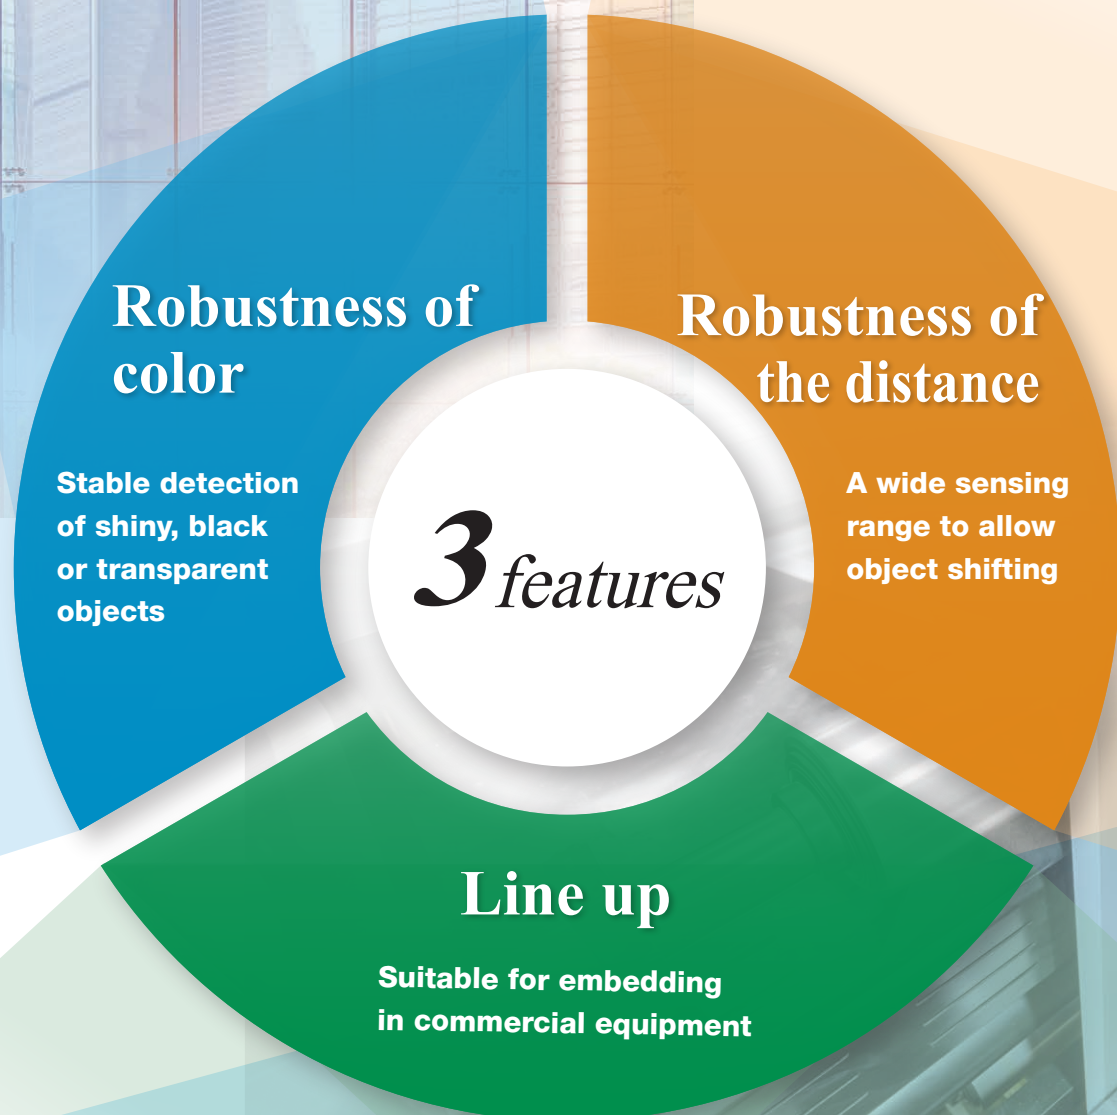 Robustness of
color
Stable detection
of shiny, black
or transparent
objects
Robustness of
the distance
A wide sensing
range to allow
object shifting
3 features
Line up
Suitable for embedding
in commercial equipment